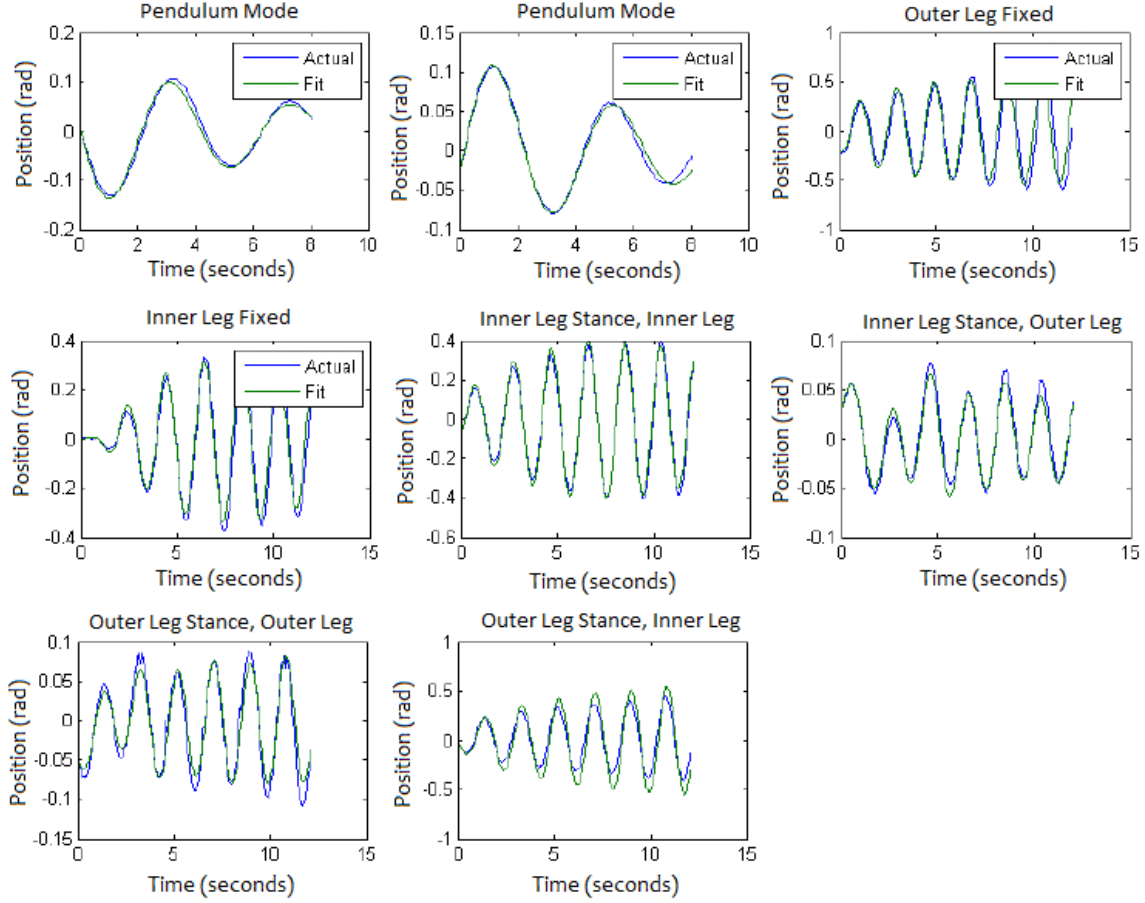 Pendulum Mode
0.2
0.1
0
-0.1
-0.2
Position (rad)
Actual
Fit
0 2 4 6 8 10
Time (seconds)
Pendulum Mode
0.15
0.1
0.05
0
-0.05
-0.1
Position (rad)
Actual
Fit
0 2 4 6 8 10
Time (seconds)
Outer Leg Fixed
1
0.5
0
-0.5
-1
Position (rad)
Actual
Fit
0 5 10 15
Time (seconds)
Inner Leg Fixed
0.4
0.2
0
-0.2
-0.4
Position (rad)
Actual
Fit
0 5 10 15
Time (seconds)
Inner Leg Stance, Inner Leg
0.4
0.2
0
-0.2
-0.4
-0.6
Position (rad)
0 5 10 15
Time (seconds)
Inner Leg Stance, Outer Leg
0.1
0.05
0
-0.05
-0.1
Position (rad)
0 5 10 15
Time (seconds)
Outer Leg Stance, Outer Leg
0.1
0.05
0
-0.05
-0.1
-0.15
Position (rad)
0 5 10 15
Time (seconds)
Outer Leg Stance, Inner Leg
1
0.5
0
-0.5
-1
Position (rad)
0 5 10 15
Time (seconds)